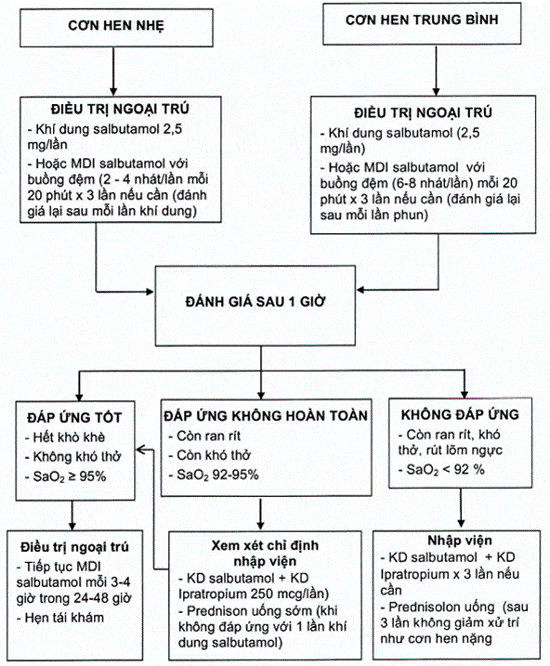 CƠN HEN NHẸ
CƠN HEN TRUNG BÌNH
ĐIỀU TRỊ NGOẠI TRÚ
- Khí dung salbutamol 2,5
mg/lần
- Hoặc MDI salbutamol với
buồng đệm (2 - 4 nhát/lần mỗi
20 phút x 3 lần nếu cần (đánh
giá lại sau mỗi lần khí dung)
ĐIỀU TRỊ NGOẠI TRÚ
- Khí dung salbutamol (2,5
mg/lần)
- Hoặc MDI salbutamol với
buồng đệm (6-8 nhát/lần) mỗi 20
phút x 3 lần nếu cần (đánh giá lại
sau mỗi lần phun)
ĐÁNH GIÁ SAU 1 GIỜ
ĐÁP ỨNG TỐT
- Hết khò khè
- Không khó thở
- SaO₂ ≥ 95%
ĐÁP ỨNG KHÔNG HOÀN TOÀN
- Còn ran rít
- Còn khó thở
- SaO₂ 92-95%
KHÔNG ĐÁP ỨNG
- Còn ran rít, khó
thở, rút lõm ngực
- SaO₂ < 92 %
Điều trị ngoại trú
- Tiếp tục MDI
salbutamol mỗi 3-4
giờ trong 24-48 giờ
- Hẹn tái khám
Xem xét chỉ định
nhập viện
- KD salbutamol + KD
Ipratropium 250 mcg/lần)
- Prednison uống sớm (khi
không đáp ứng với 1 lần khí
dung salbutamol)
Nhập viện
- KD salbutamol + KD
Ipratropium x 3 lần nếu
cần
- Prednisolon uống (sau
3 lần không giảm xử trí
như cơn hen nặng